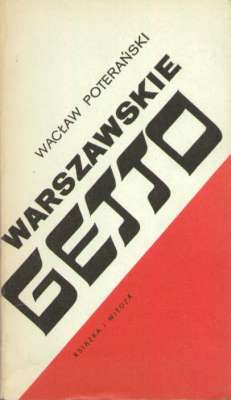 WACŁAW POTERAŃSKI
WARSZAWSKIE
GETTO
KSIĄŻKA I WIEDZA